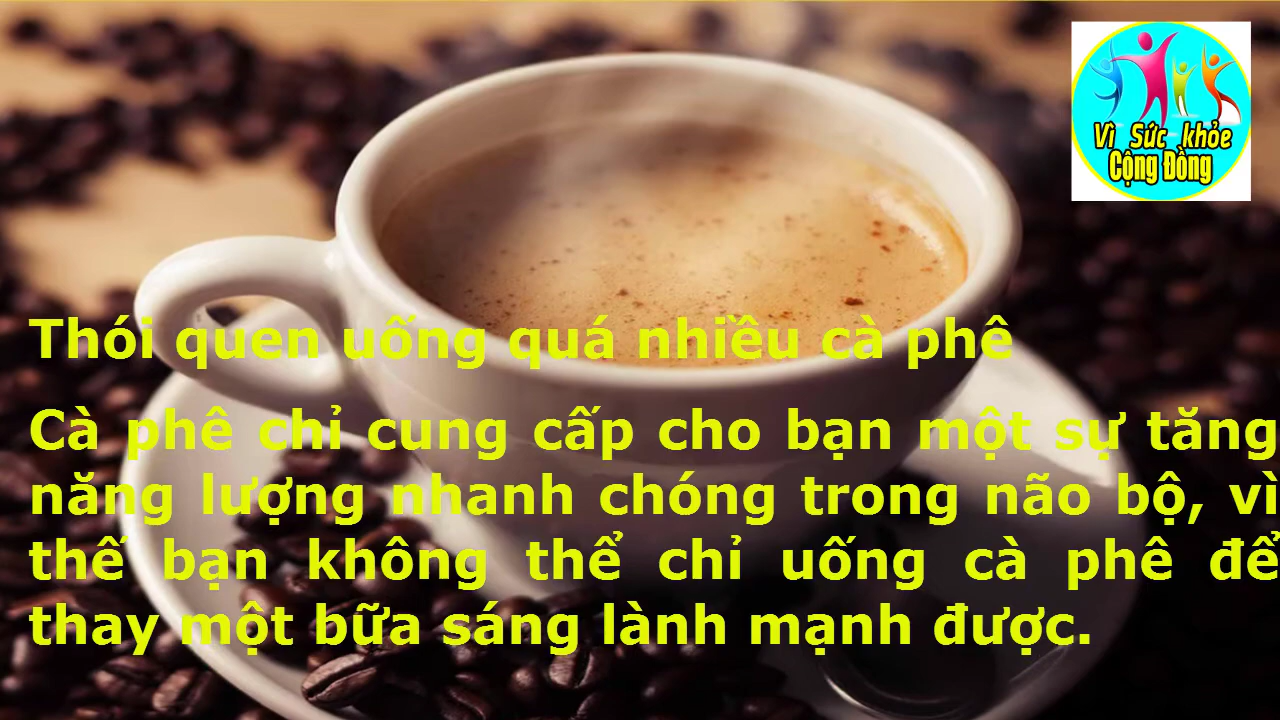 Vì Sức khỏe
Cộng Đồng
Thói quen uống quá nhiều cà phê
Cà phê chỉ cung cấp cho bạn một sự tăng
năng lượng nhanh chóng trong não bộ, vì
thế bạn không thể chỉ uống cà phê để
thay một bữa sáng lành mạnh được.